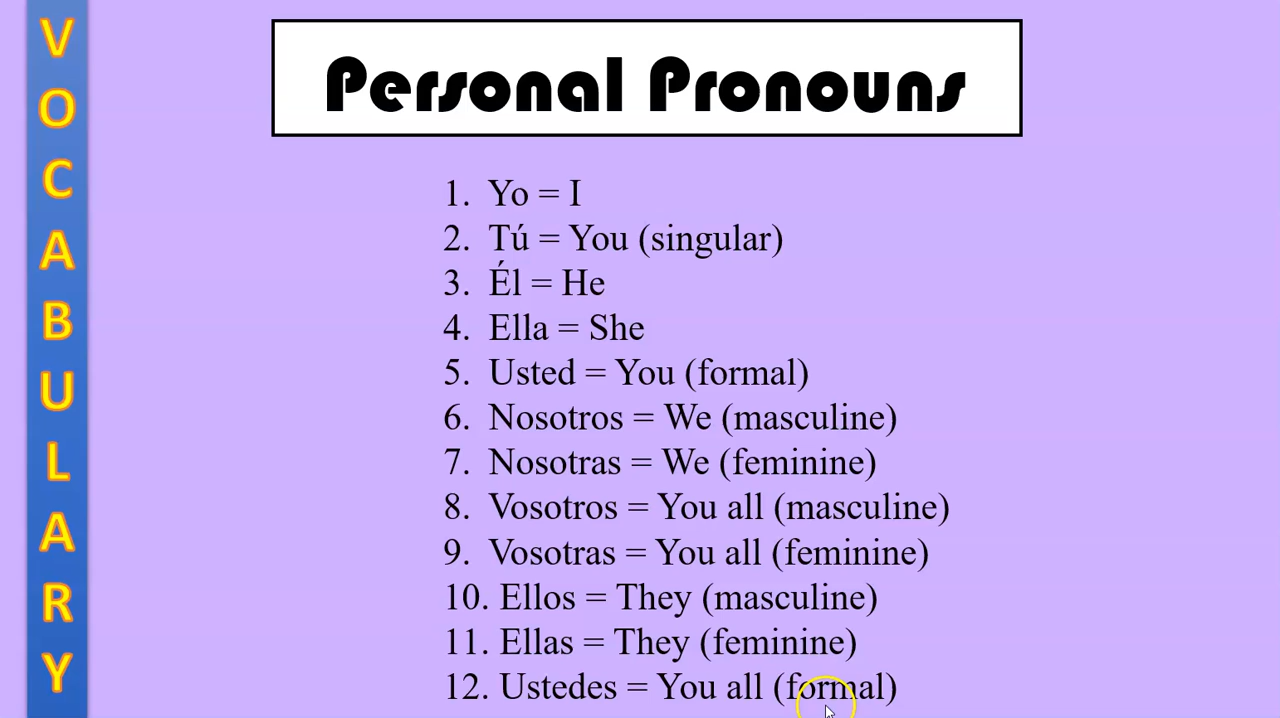 VOCABULARY
Personal Pronouns
1. Yo = I
2. Tú = You (singular)
3. Él = He
4. Ella = She
5. Usted = You (formal)
6. Nosotros = We (masculine)
7. Nosotras = We (feminine)
8. Vosotros = You all (masculine)
9. Vosotras = You all (feminine)
10. Ellos = They (masculine)
11. Ellas = They (feminine)
12. Ustedes = You all (formal)